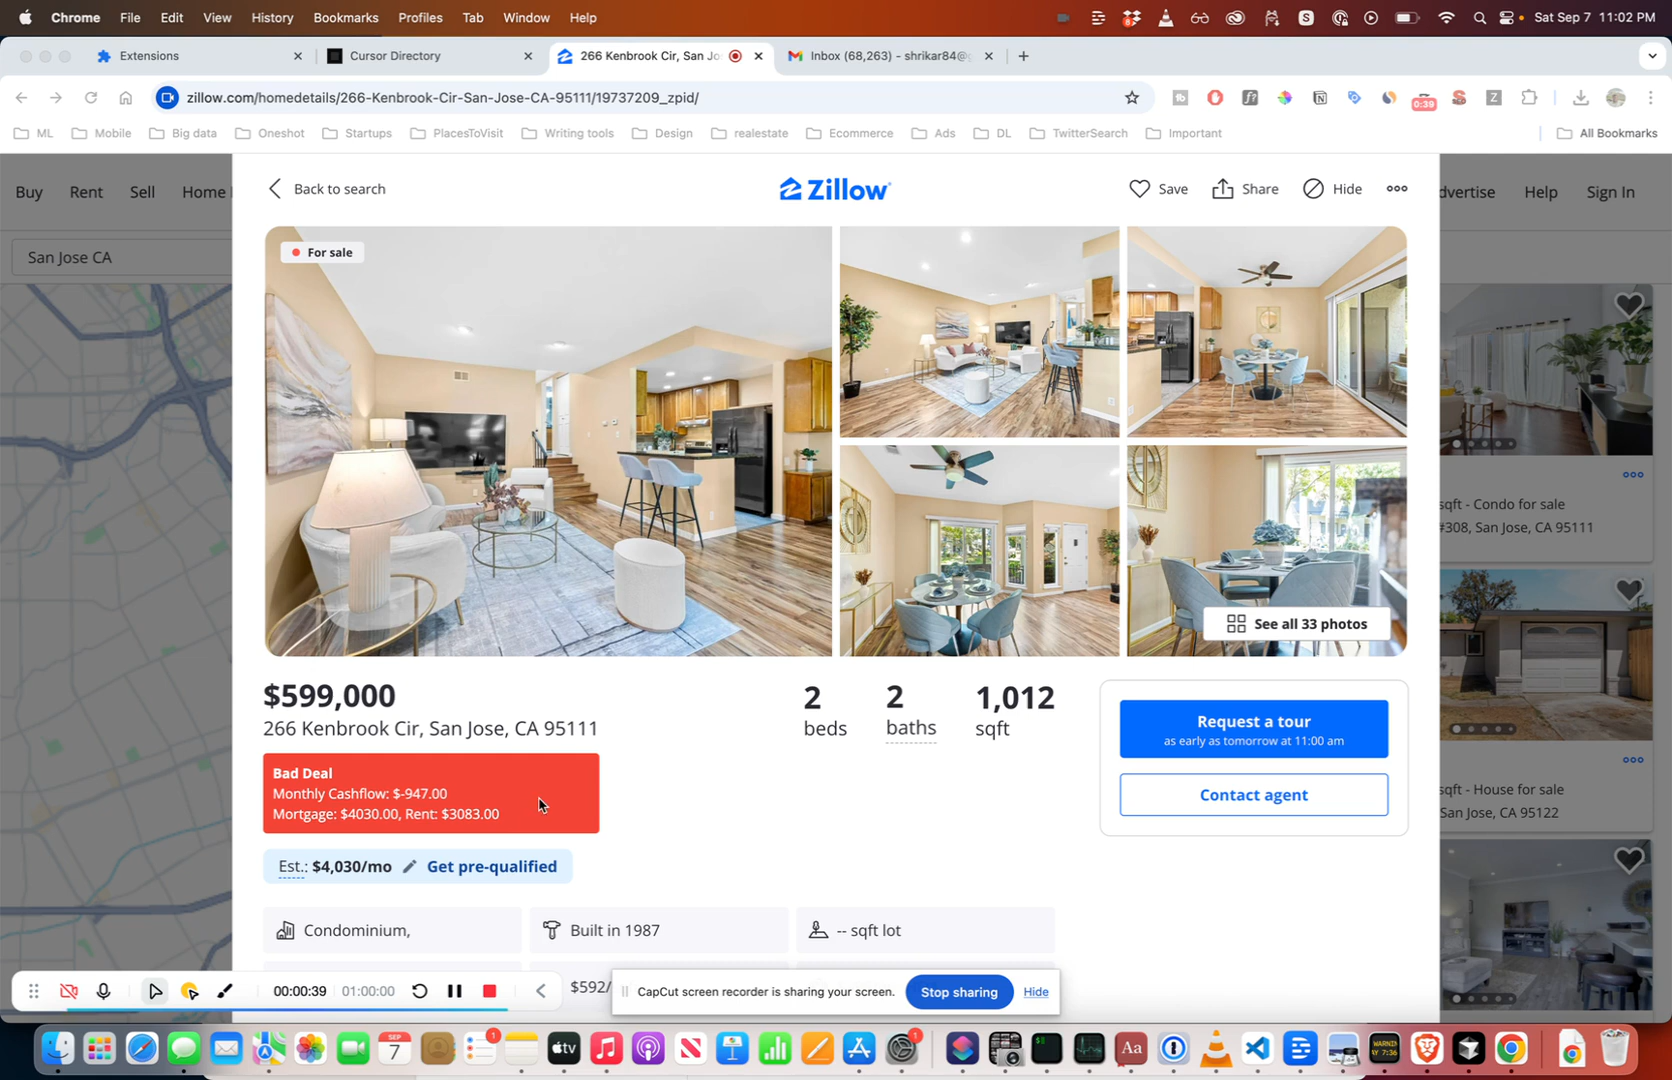 Chrome File Edit View History Bookmarks Profiles Tab Window Help Sat Sep 7 11:02 PM
Extensions Cursor Directory 266 Kenbrook Cir, San Jo Inbox (68,263) - shrikar84@
zillow.com/homedetails/266-Kenbrook-Cir-San-Jose-CA-95111/19737209_zpid/ 0:39
ML Mobile Big data Oneshot Startups PlacesToVisit Writing tools Design realestate Ecommerce Ads DL TwitterSearch Important All Bookmarks
Buy Rent Sell Home Help Sign In
Back to search Zillow Save Share Hide
San Jose CA
For sale
sqft - Condo for sale
#308, San Jose, CA 95111
See all 33 photos
$599,000
266 Kenbrook Cir, San Jose, CA 95111
2 beds
2 baths
1,012 sqft
Request a tour
as early as tomorrow at 11:00 am
Contact agent
sqft - House for sale
San Jose, CA 95122
Bad Deal
Monthly Cashflow: $-947.00
Mortgage: $4030.00, Rent: $3083.00
Est.: $4,030/mo Get pre-qualified
Condominium, Built in 1987 -- sqft lot
$592/
00:00:39 01:00:00
CapCut screen recorder is sharing your screen. Stop sharing Hide
SEP
7
1
tv
Aa
1